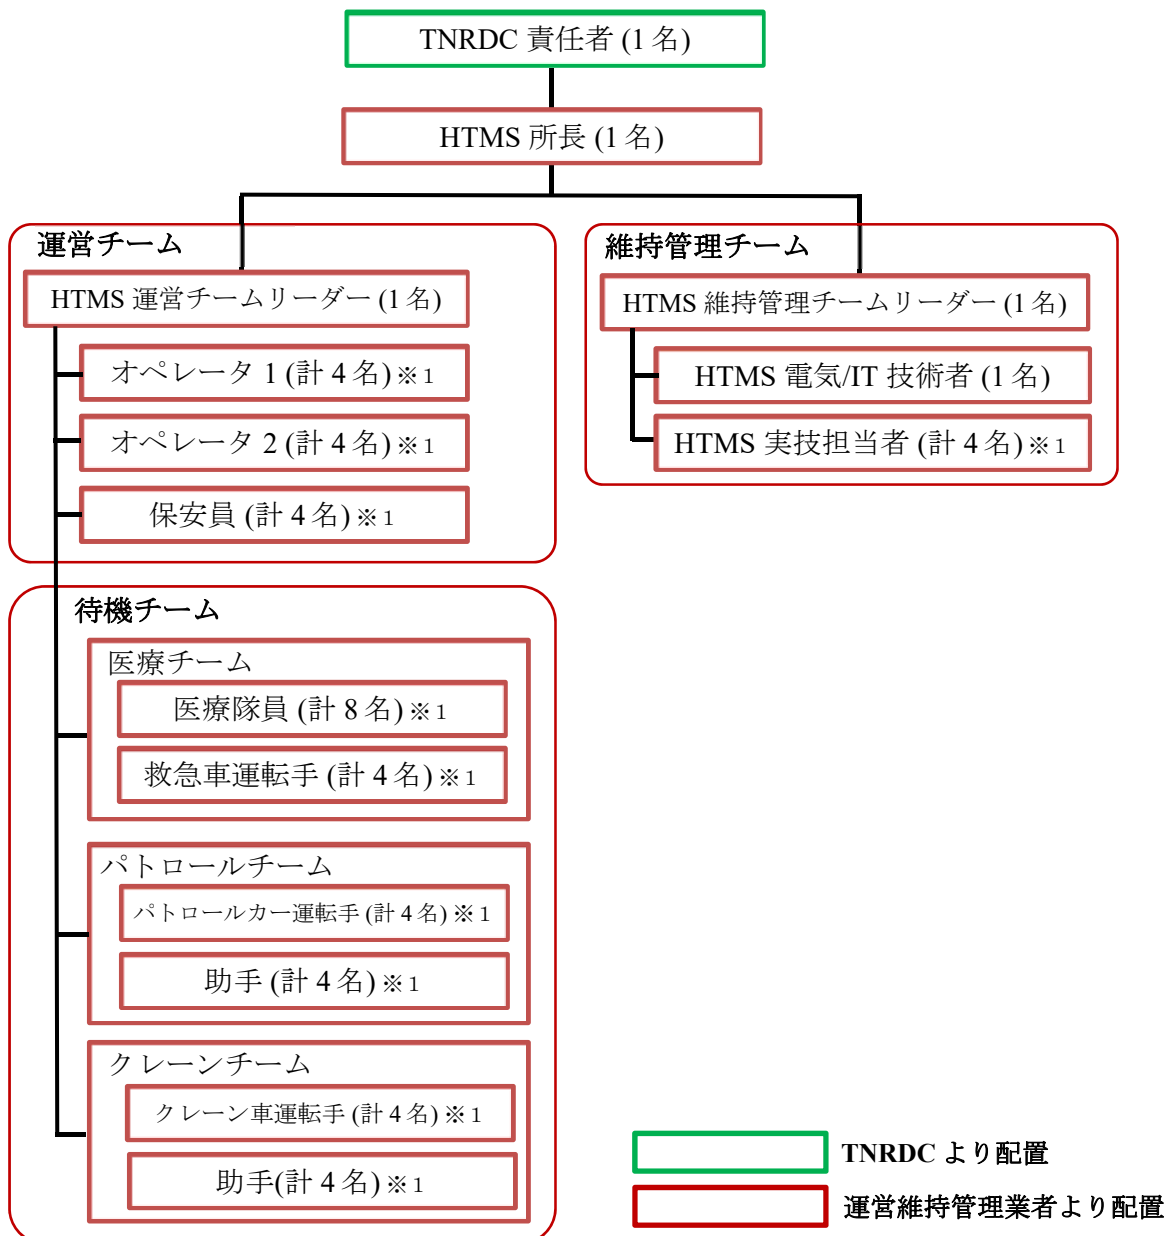 TNRDC 責任者 (1 名)
HTMS 所長 (1 名)
運営チーム
HTMS 運営チームリーダー (1 名)
オペレータ 1 (計 4 名) ※1
オペレータ 2 (計 4 名) ※1
保安員 (計 4 名) ※1
維持管理チーム
HTMS 維持管理チームリーダー (1 名)
HTMS 電気/IT 技術者 (1 名)
HTMS 実技担当者 (計 4 名) ※1
待機チーム
医療チーム
医療隊員 (計 8 名) ※1
救急車運転手 (計 4 名) ※1
パトロールチーム
パトロールカー運転手 (計 4 名) ※1
助手 (計 4 名) ※1
クレーンチーム
クレーン車運転手 (計 4 名) ※1
助手(計 4 名) ※1
TNRDC より配置
運営維持管理業者より配置